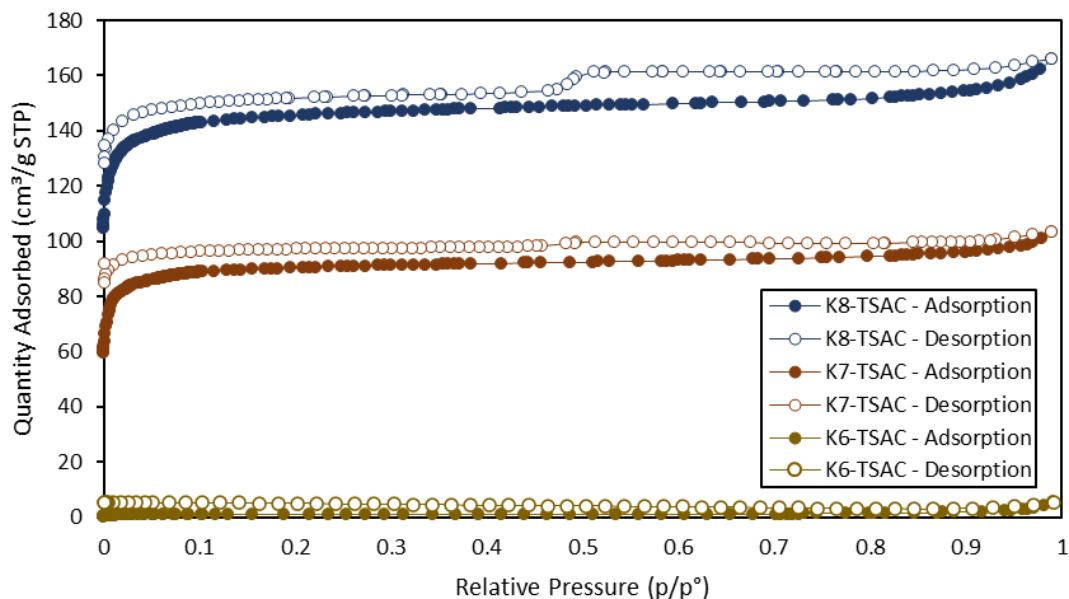 180
160
140
120
100
80
60
40
20
0
Quantity Adsorbed (cm³/g STP)
K8-TSAC - Adsorption
K8-TSAC - Desorption
K7-TSAC - Adsorption
K7-TSAC - Desorption
K6-TSAC - Adsorption
K6-TSAC - Desorption
0 0.1 0.2 0.3 0.4 0.5 0.6 0.7 0.8 0.9 1
Relative Pressure (p/p°)